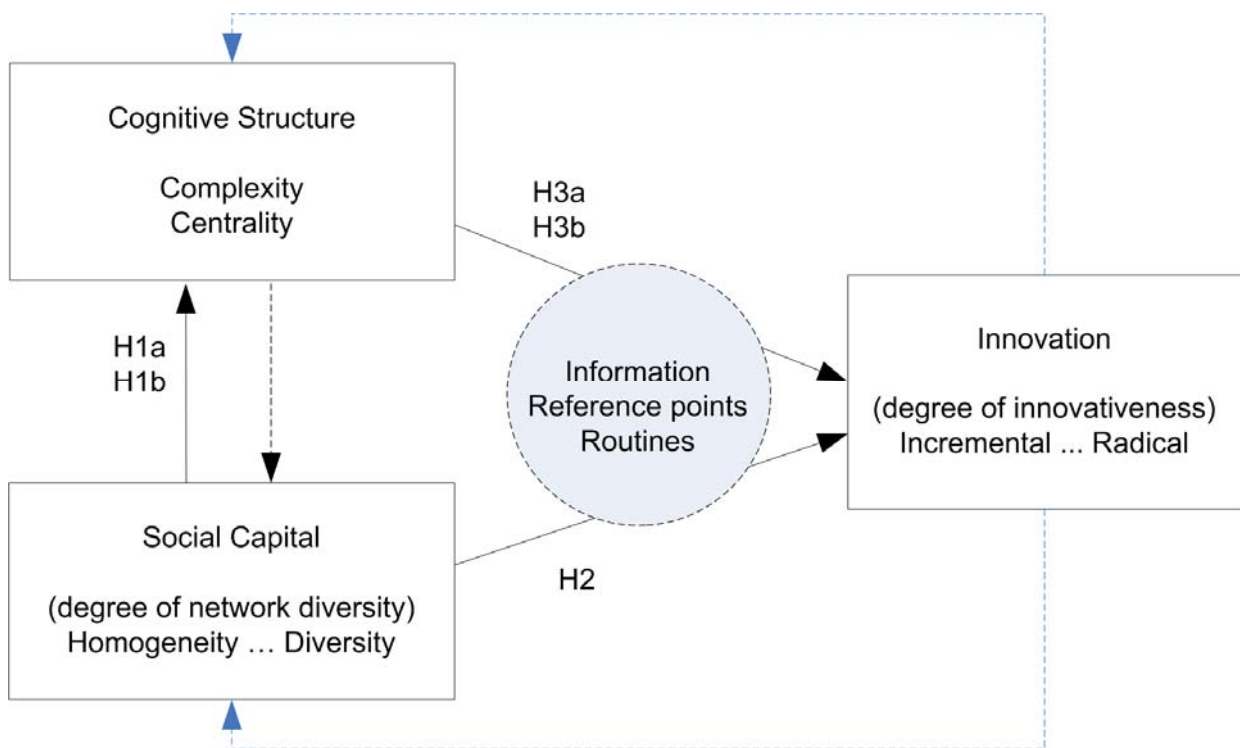 Cognitive Structure
Complexity
Centrality
H3a
H3b
H1a
H1b
Information
Reference points
Routines
Innovation
(degree of innovativeness)
Incremental ... Radical
Social Capital
(degree of network diversity)
Homogeneity … Diversity
H2